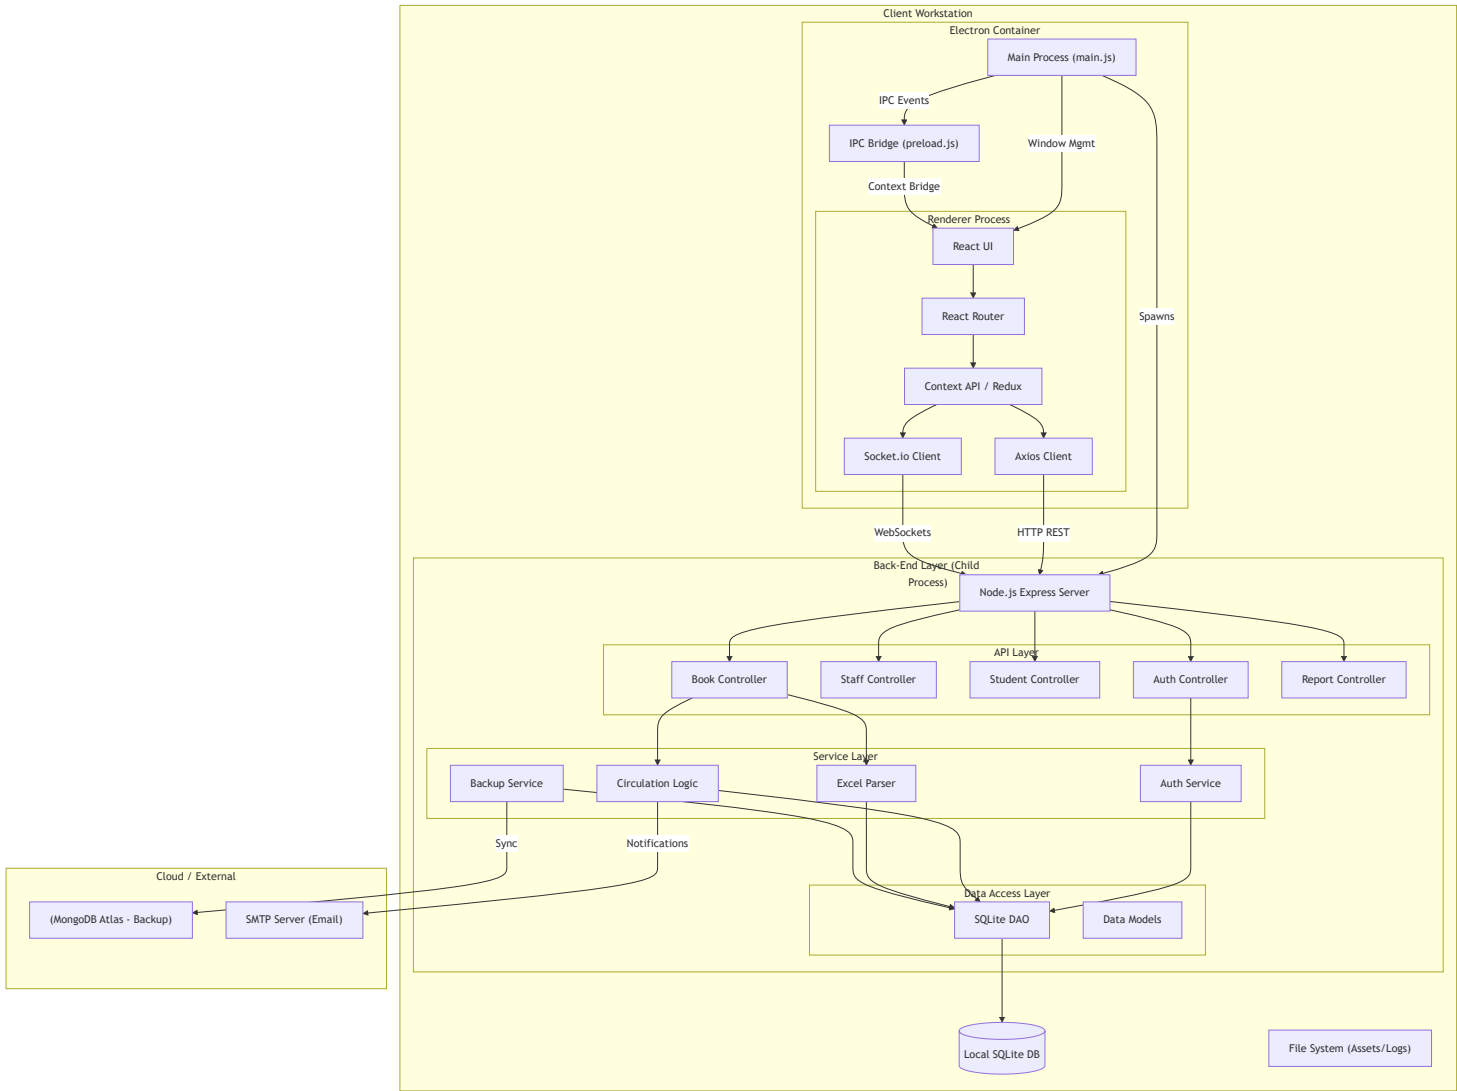 Client Workstation
Electron Container
Main Process (main.js)
IPC Events
IPC Bridge (preload.js)
Window Mgmt
Context Bridge
Renderer Process
React UI
React Router
Spawns
Context API / Redux
Socket.io Client
Axios Client
WebSockets
HTTP REST
Back-End Layer (Child
Process)
Node.js Express Server
API Layer
Book Controller
Staff Controller
Student Controller
Auth Controller
Report Controller
Service Layer
Backup Service
Circulation Logic
Excel Parser
Auth Service
Sync
Notifications
Cloud / External
(MongoDB Atlas - Backup)
SMTP Server (Email)
Data Access Layer
SQLite DAO
Data Models
Local SQLite DB
File System (Assets/Logs)